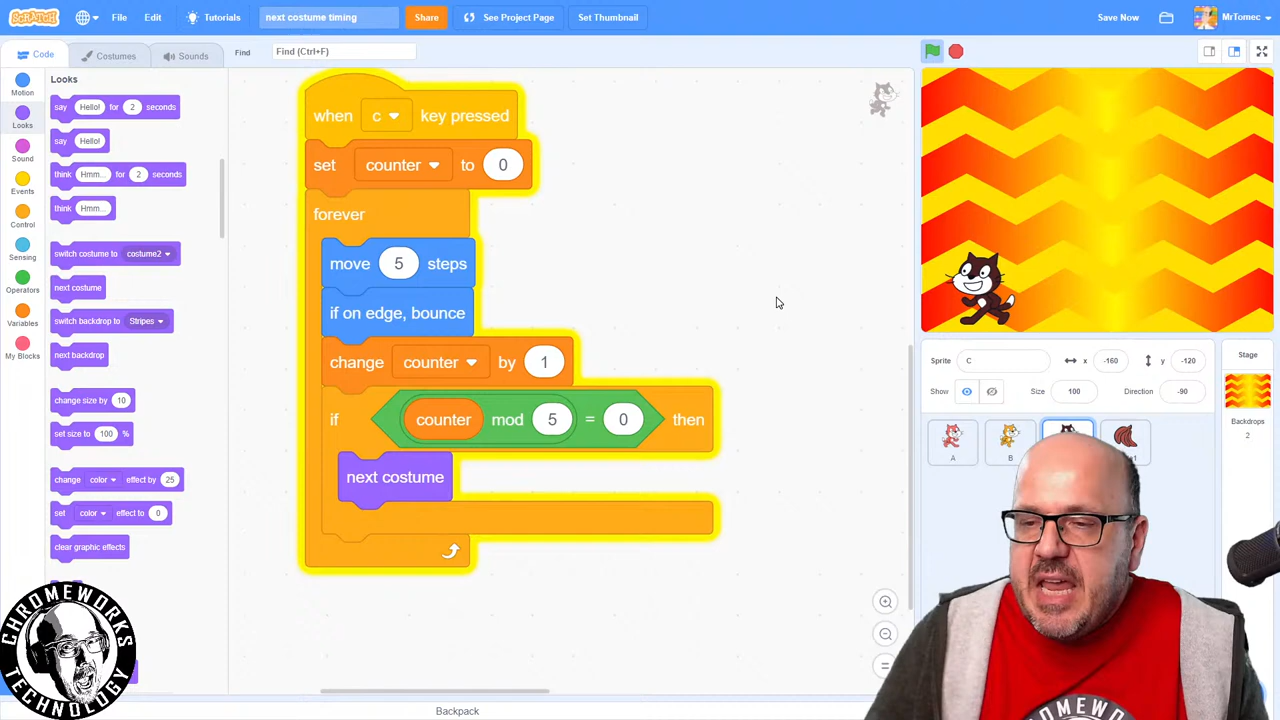 SCRATCH
File
Edit
Tutorials
next costume timing
Share
See Project Page
Set Thumbnail
Save Now
MrTomec
Code
Costumes
Sounds
Find
Find (Ctrl+F)
Motion
Looks
Sound
Events
Control
Sensing
Operators
Variables
My Blocks
Looks
say Hello! for 2 seconds
say Hello!
think Hmm... for 2 seconds
think Hmm...
switch costume to costume2
next costume
switch backdrop to Stripes
next backdrop
change size by 10
set size to 100 %
change color effect by 25
set color effect to 0
clear graphic effects
when c key pressed
set counter to 0
forever
move 5 steps
if on edge, bounce
change counter by 1
if counter mod 5 = 0 then
next costume
Sprite C x -160 y -120
Show Size 100 Direction -90
A
B
Stage
Backdrops
2
Backpack
CHROMEWORKS
TECHNOLOGY